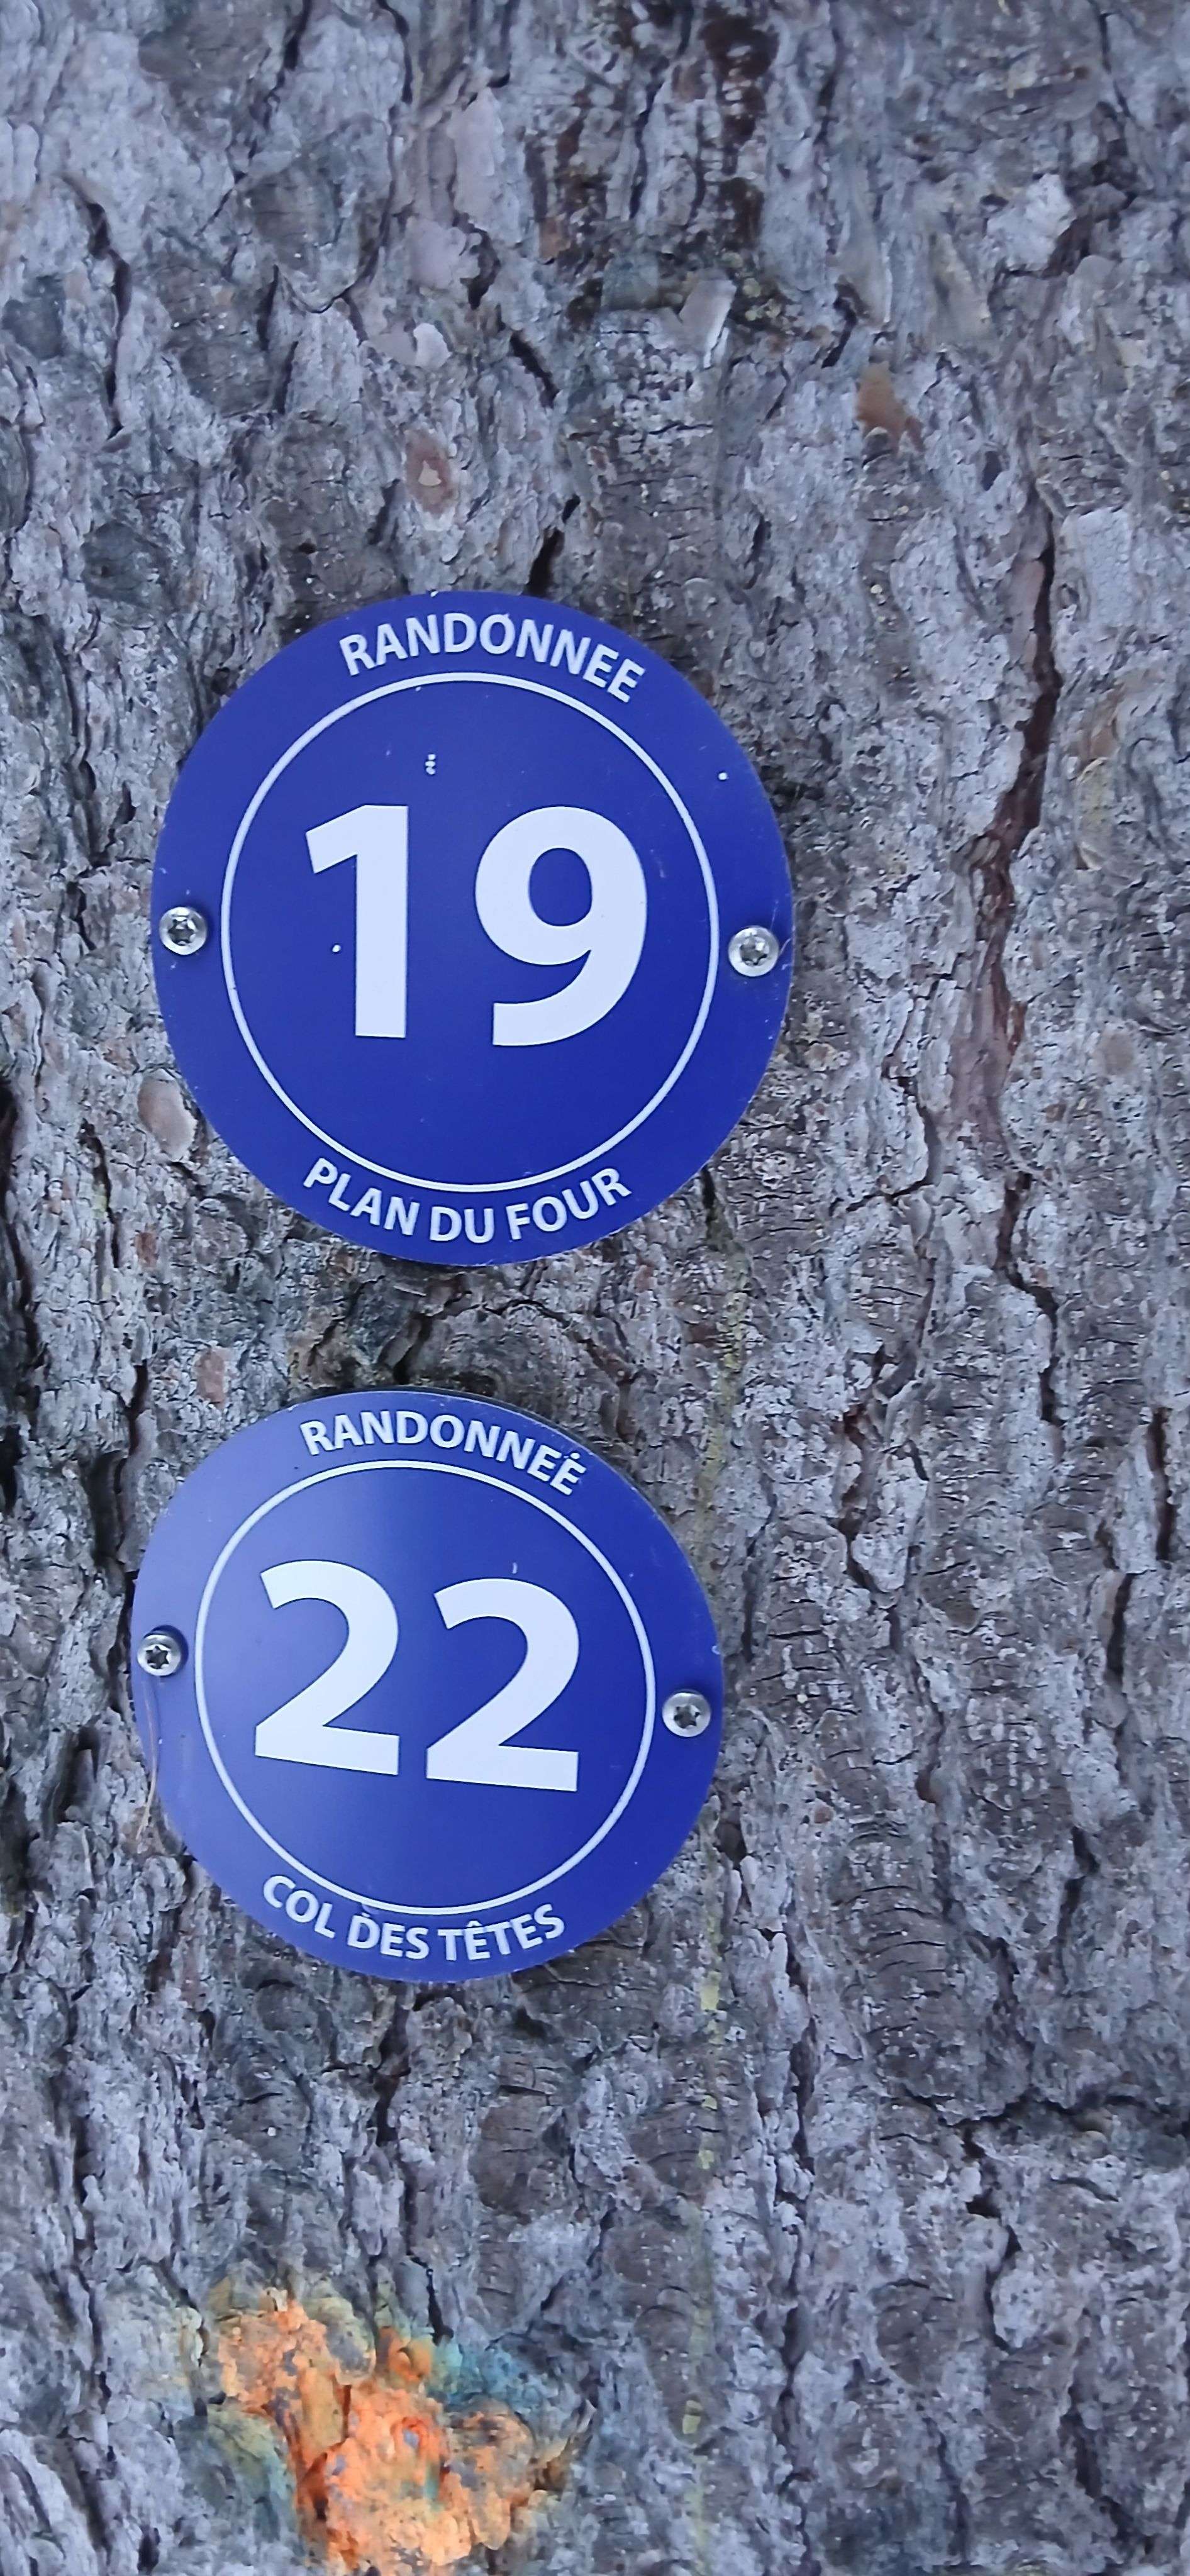 RANDONNEE
19
PLAN DU FOUR
RANDONNEE
22
COL DES TÊTES